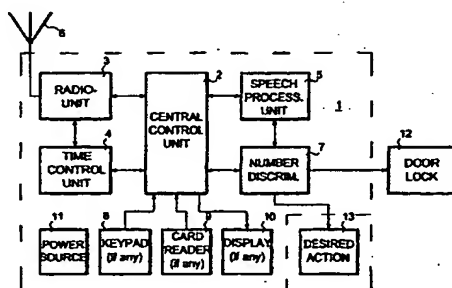 6
3
RADIO-
UNIT
2
CENTRAL
CONTROL
UNIT
5
SPEECH
PROCESS.
UNIT
1
4
TIME
CONTROL
UNIT
7
NUMBER
DISCRIM.
12
DOOR
LOCK
11
POWER
SOURCE
8
KEYPAD
(if any)
9
CARD
READER
(if any)
10
DISPLAY
(if any)
13
DESIRED
ACTION